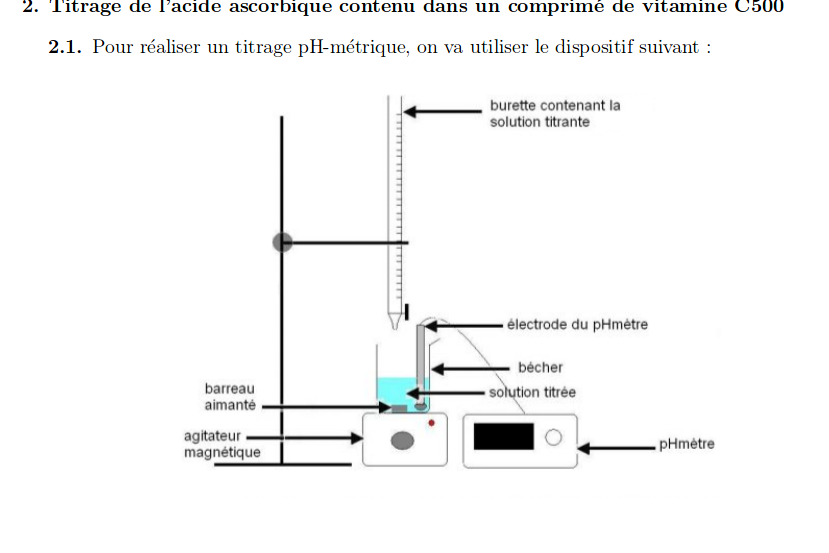 2. Titrage de l'acide ascorbique contenu dans un comprimé de vitamine C500
2.1. Pour réaliser un titrage pH-métrique, on va utiliser le dispositif suivant :
burette contenant la
solution titrante
électrode du pHmètre
bécher
solution titrée
barreau
aimanté
agitateur
magnétique
pHmètre